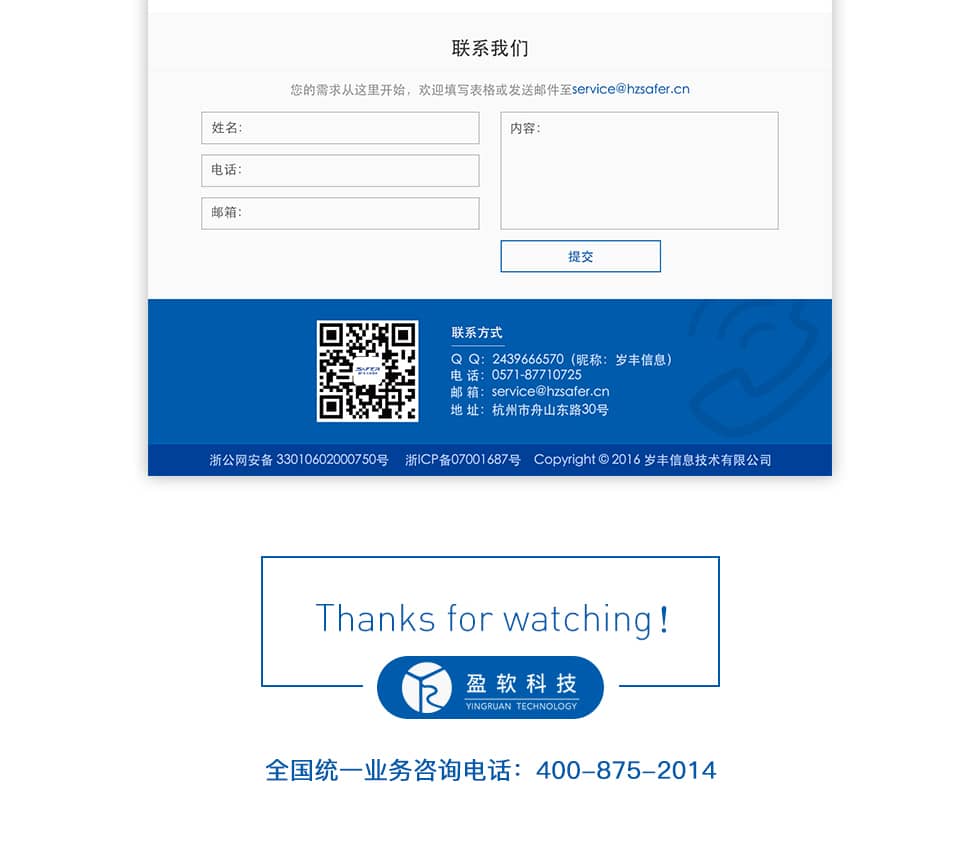 联系我们
您的需求从这里开始，欢迎填写表格或发送邮件至service@hzsafer.cn
姓名：
电话：
邮箱：
内容：
提交
SAFER
联系方式
Q Q：2439666570（昵称：岁丰信息）
电 话：0571-87710725
邮 箱：service@hzsafer.cn
地 址：杭州市舟山东路30号
浙公网安备 33010602000750号 浙ICP备07001687号 Copyright © 2016 岁丰信息技术有限公司
Thanks for watching！
盈软科技
YINGRUAN TECHNOLOGY
全国统一业务咨询电话：400-875-2014